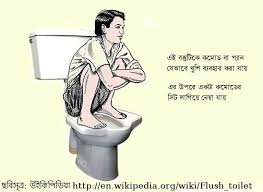 এই বস্তুটিকে কমোড বা প্যান
যেভাবে খুশি ব্যবহার করা যায়
এর উপরে একটা কমোডের
সিট লাগিয়ে নেয়া যায়
ছবিসূত্র: উইকিপিডিয়া http://en.wikipedia.org/wiki/Flush_toilet